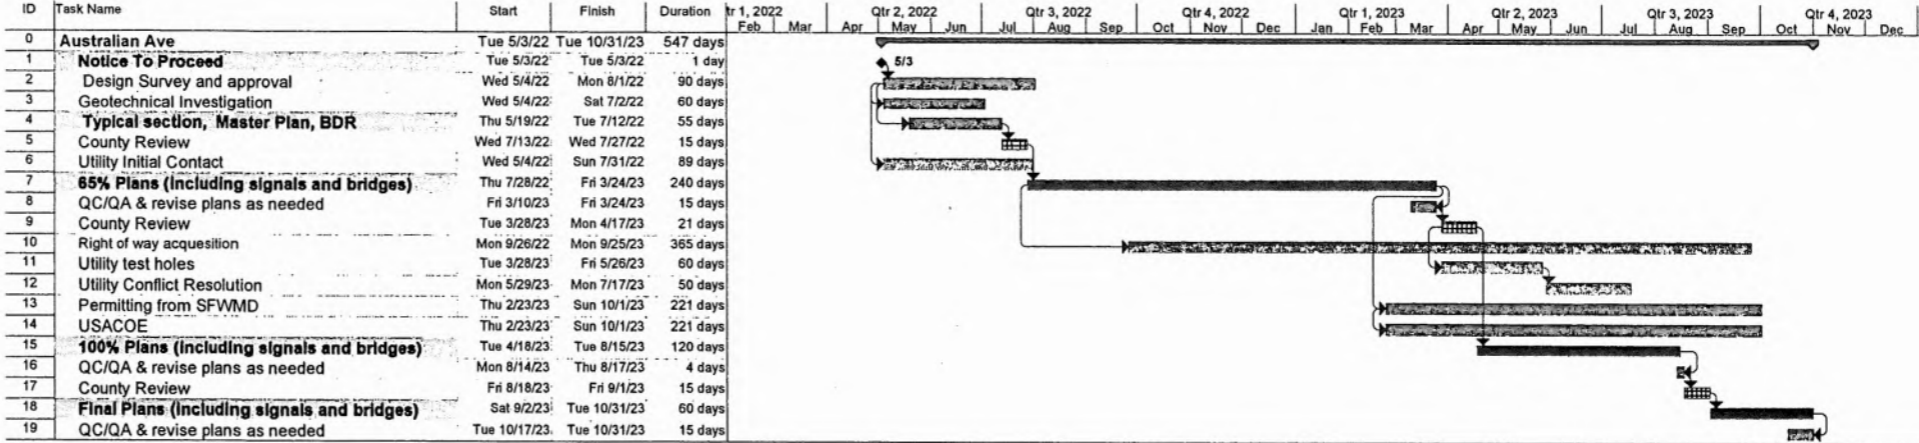 ID Task Name Start Finish Duration tr 1, 2022 Qtr 2, 2022 Qtr 3, 2022 Qtr 4, 2022 Qtr 1, 2023 Qtr 2, 2023 Qtr 3, 2023 Qtr 4, 2023
Feb Mar Apr May Jun Jul Aug Sep Oct Nov Dec Jan Feb Mar Apr May Jun Jul Aug Sep Oct Nov Dec
0 Australian Ave Tue 5/3/22 Tue 10/31/23 547 days
1 Notice To Proceed Tue 5/3/22 Tue 5/3/22 1 day 5/3
2 Design Survey and approval Wed 5/4/22 Mon 8/1/22 90 days
3 Geotechnical Investigation Wed 5/4/22 Sat 7/2/22 60 days
4 Typical section, Master Plan, BDR Thu 5/19/22 Tue 7/12/22 55 days
5 County Review Wed 7/13/22 Wed 7/27/22 15 days
6 Utility Initial Contact Wed 5/4/22 Sun 7/31/22 89 days
7 65% Plans (including signals and bridges) Thu 7/28/22 Fri 3/24/23 240 days
8 QC/QA & revise plans as needed Fri 3/10/23 Fri 3/24/23 15 days
9 County Review Tue 3/28/23 Mon 4/17/23 21 days
10 Right of way acquesition Mon 9/26/22 Mon 9/25/23 365 days
11 Utility test holes Tue 3/28/23 Fri 5/26/23 60 days
12 Utility Conflict Resolution Mon 5/29/23 Mon 7/17/23 50 days
13 Permitting from SFWMD Thu 2/23/23 Sun 10/1/23 221 days
14 USACOE Thu 2/23/23 Sun 10/1/23 221 days
15 100% Plans (including signals and bridges) Tue 4/18/23 Tue 8/15/23 120 days
16 QC/QA & revise plans as needed Mon 8/14/23 Thu 8/17/23 4 days
17 County Review Fri 8/18/23 Fri 9/1/23 15 days
18 Final Plans (including signals and bridges) Sat 9/2/23 Tue 10/31/23 60 days
19 QC/QA & revise plans as needed Tue 10/17/23 Tue 10/31/23 15 days